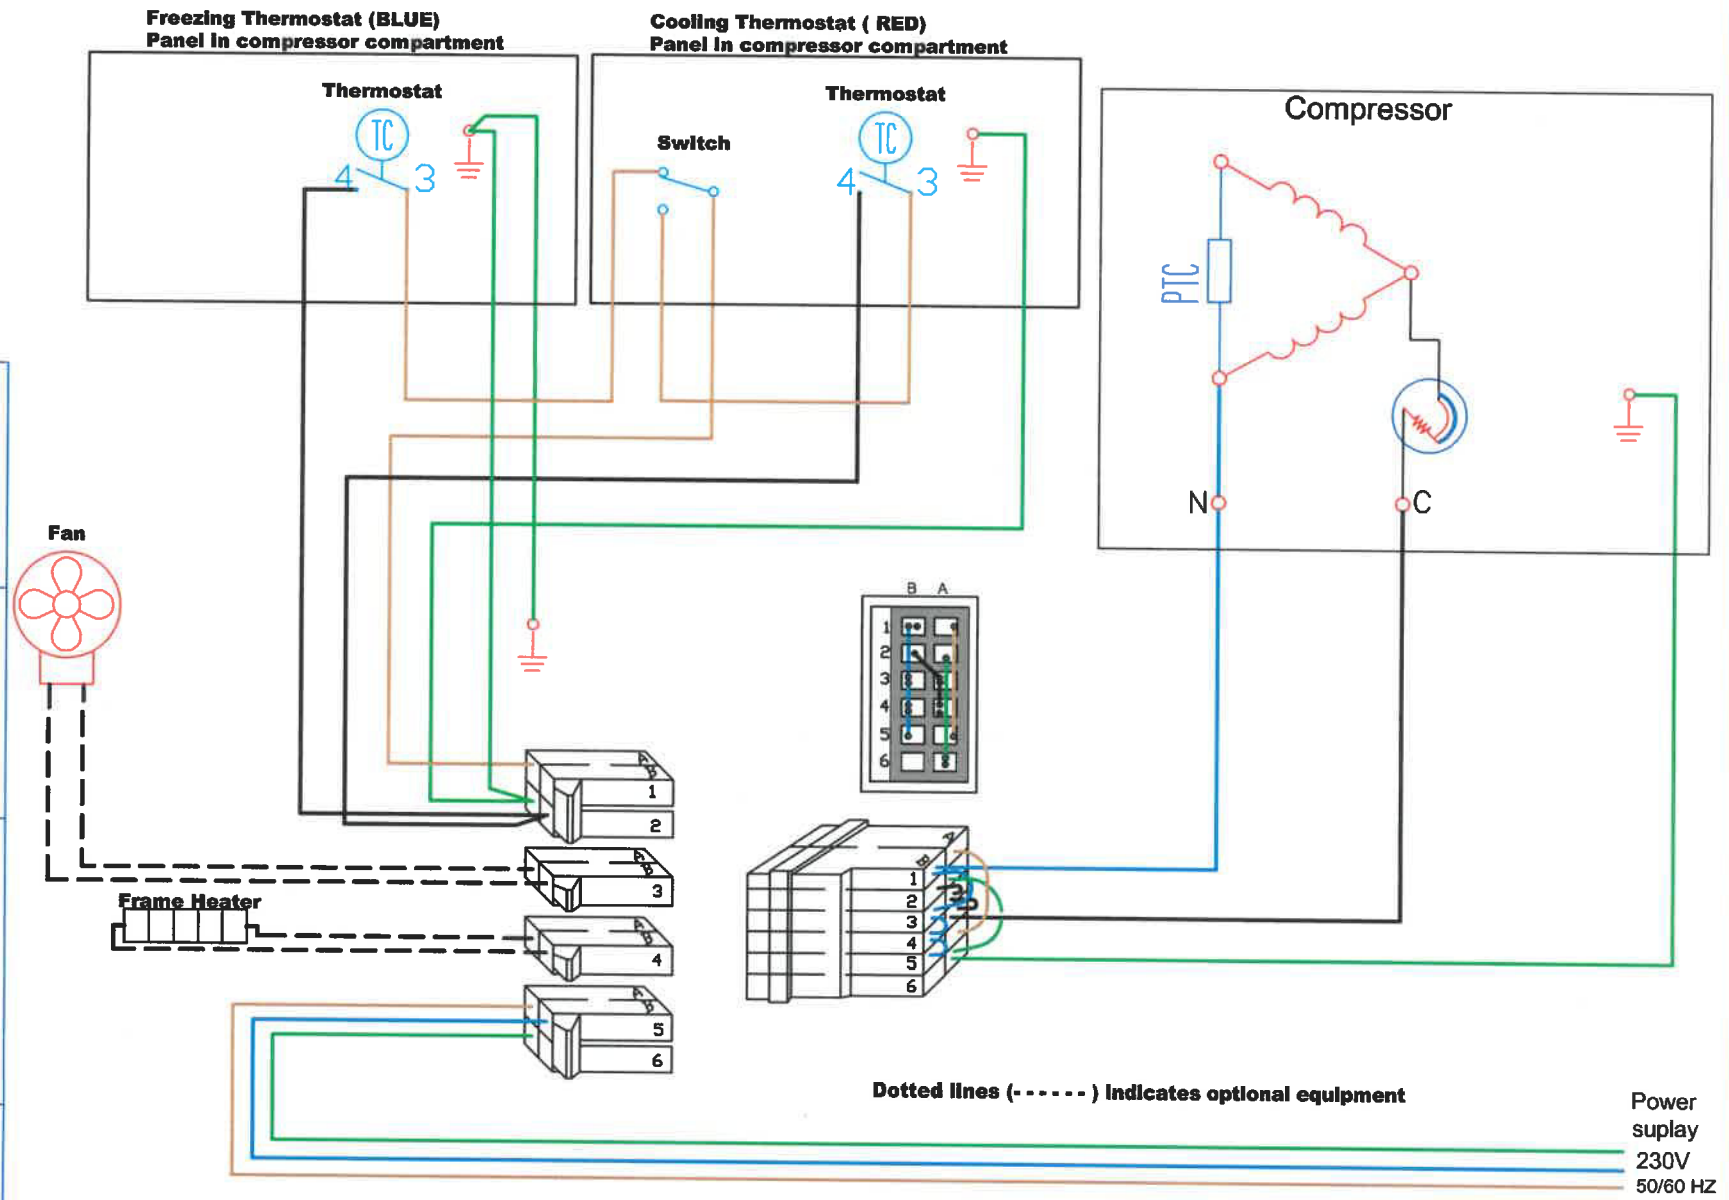 Freezing Thermostat (BLUE)
Panel in compressor compartment
Cooling Thermostat ( RED)
Panel in compressor compartment
Thermostat
TC
4
3
Switch
Thermostat
TC
4
3
Compressor
PTC
N
C
Fan
B A
1
2
3
4
5
6
A
B
1
2
A
B
3
Frame Heater
A
B
4
A
B
5
6
A
B
1
2
3
4
5
6
Dotted lines (------) indicates optional equipment
Power
suplay
230V
50/60 HZ